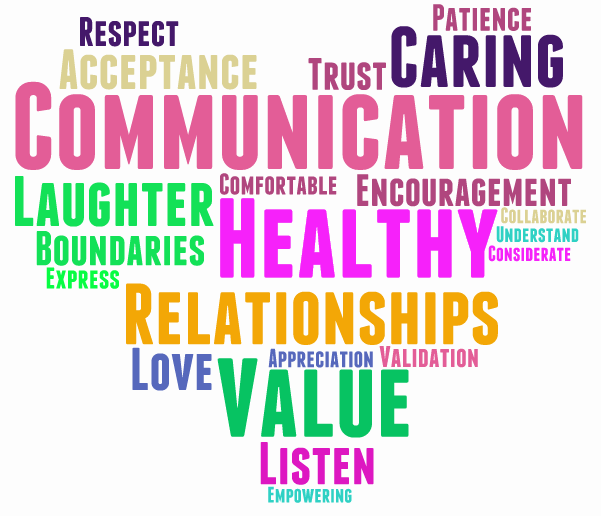 Patience
Respect
Caring
Acceptance
Trust
Communication
Laughter
Comfortable
Encouragement
Healthy
Collaborate
Understand
Boundaries
Considerate
Express
Relationships
Love
Appreciation
Validation
Value
Listen
Empowering